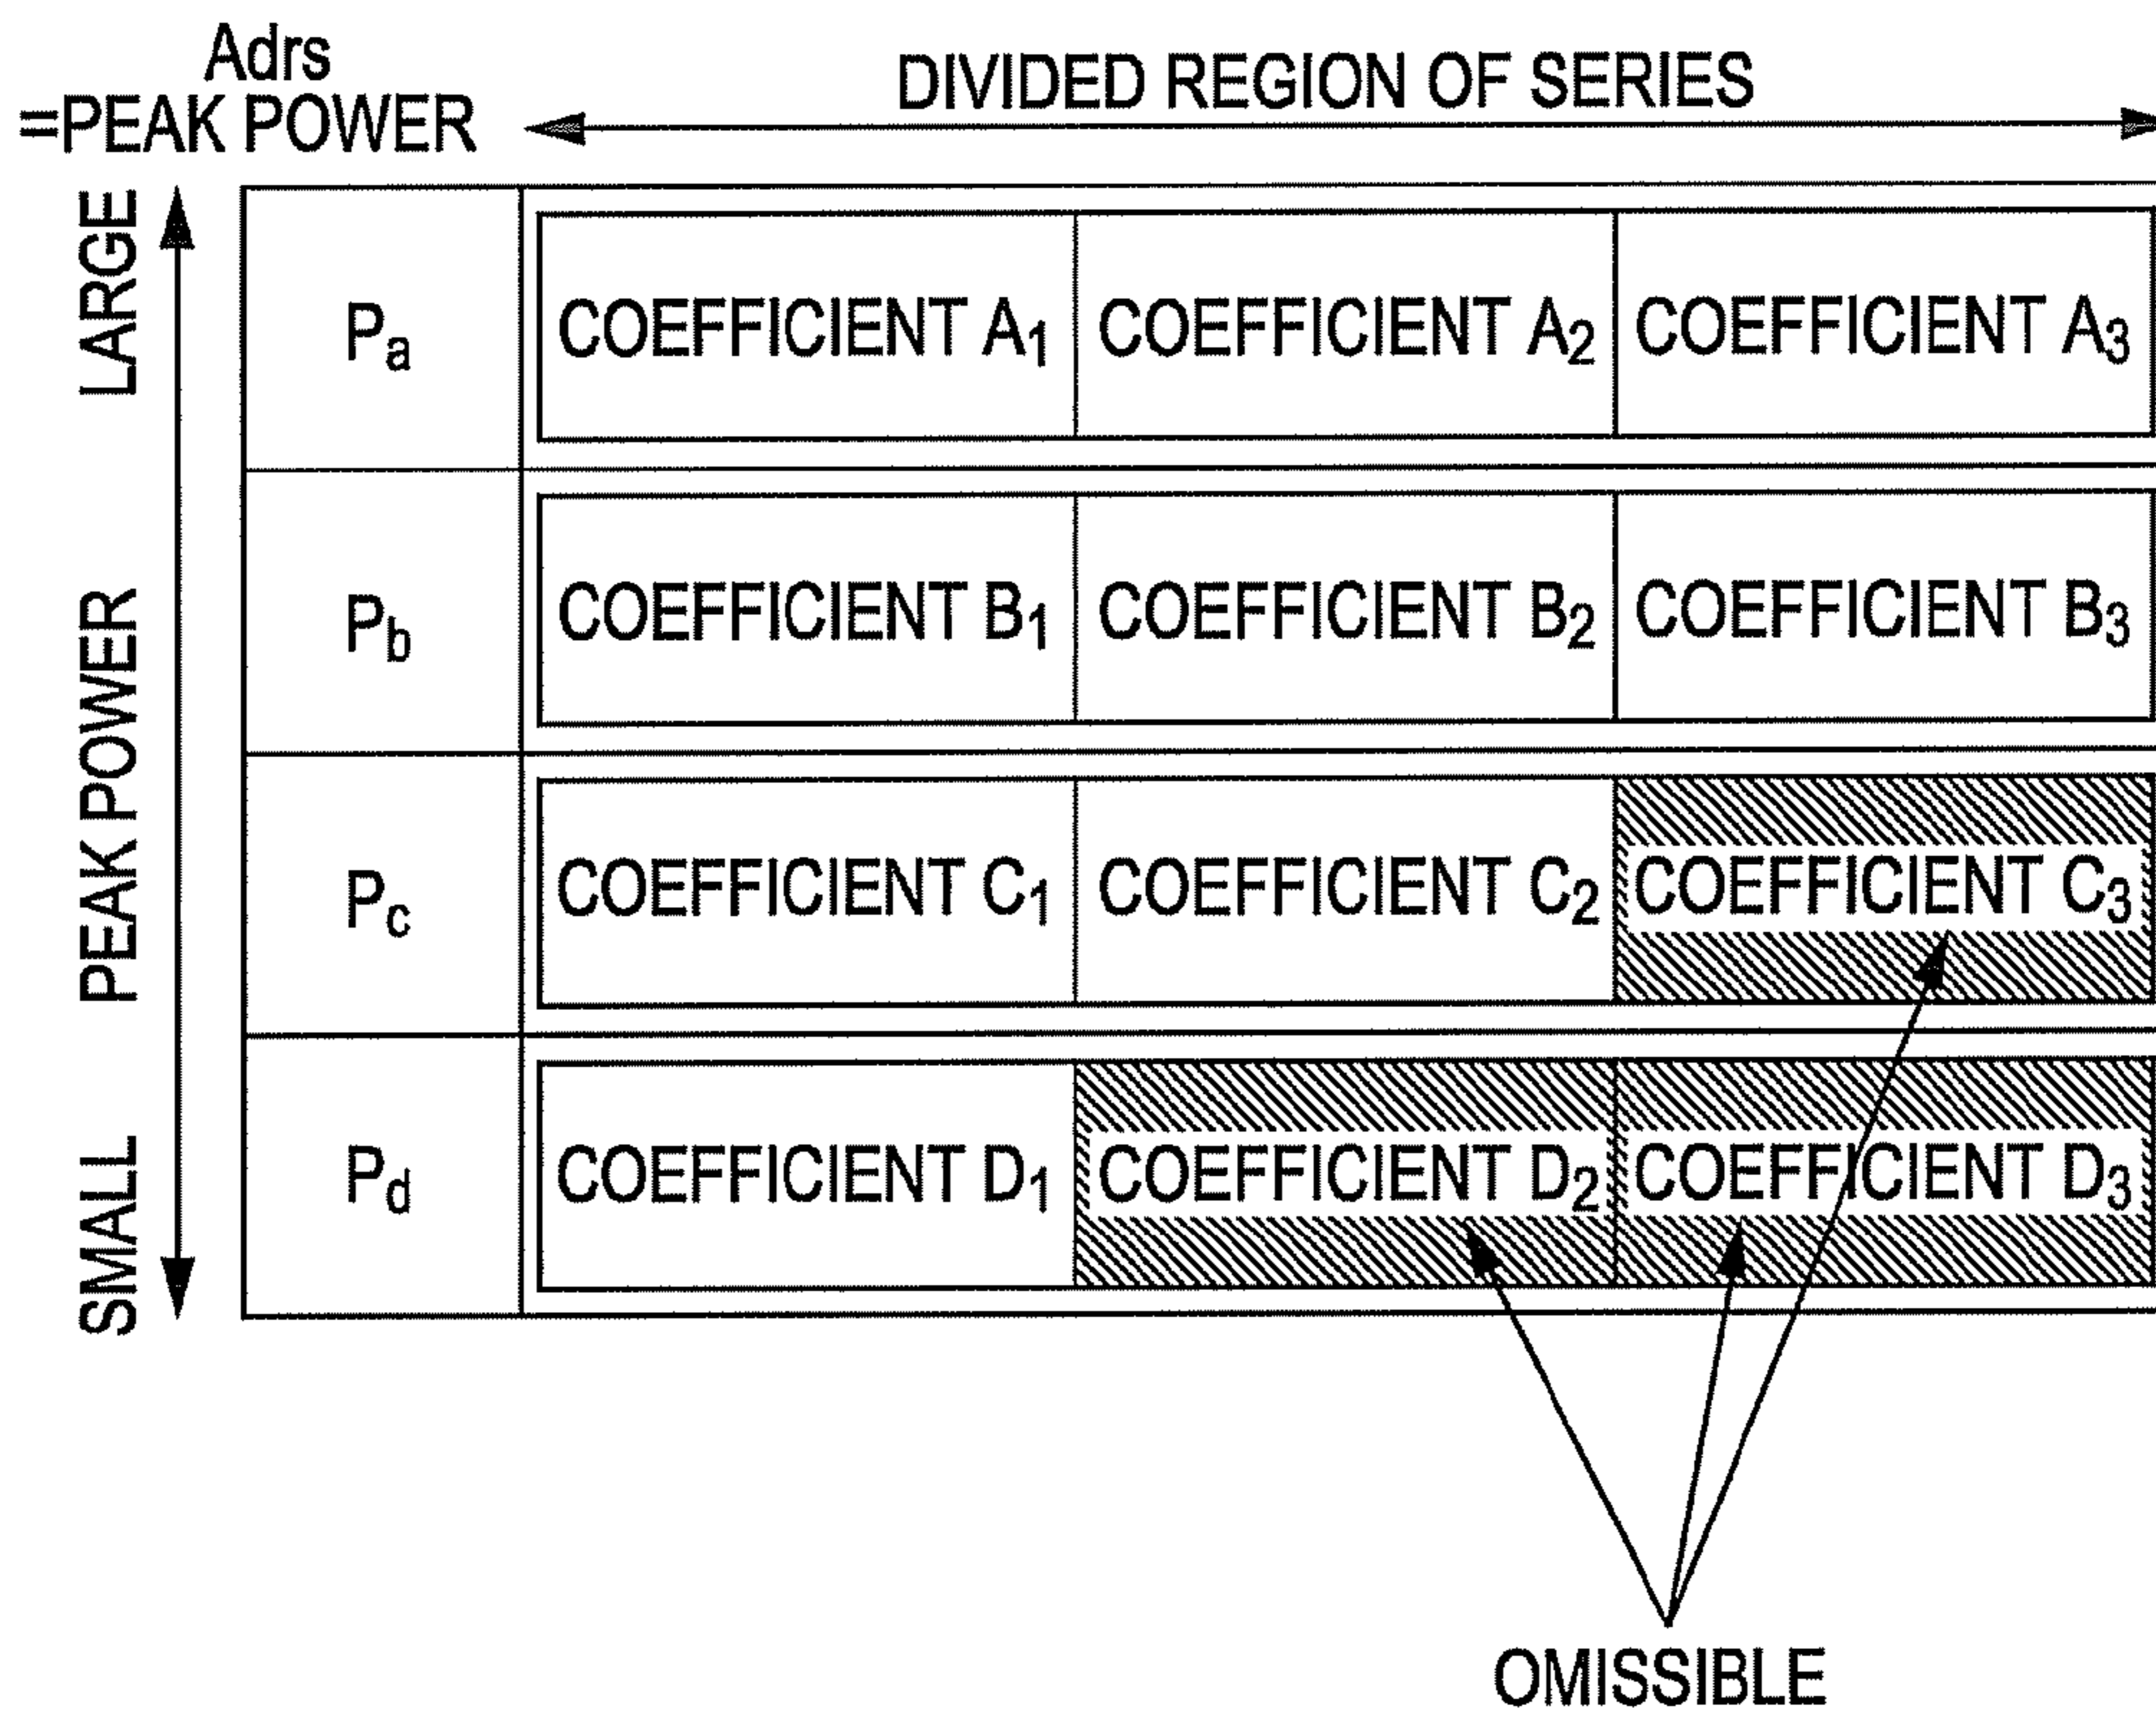 Adrs
=PEAK POWER
DIVIDED REGION OF SERIES
LARGE
PEAK POWER
SMALL
Pa
COEFFICIENT A1
COEFFICIENT A2
COEFFICIENT A3
Pb
COEFFICIENT B1
COEFFICIENT B2
COEFFICIENT B3
Pc
COEFFICIENT C1
COEFFICIENT C2
COEFFICIENT C3
Pd
COEFFICIENT D1
COEFFICIENT D2
COEFFICIENT D3
OMISSIBLE